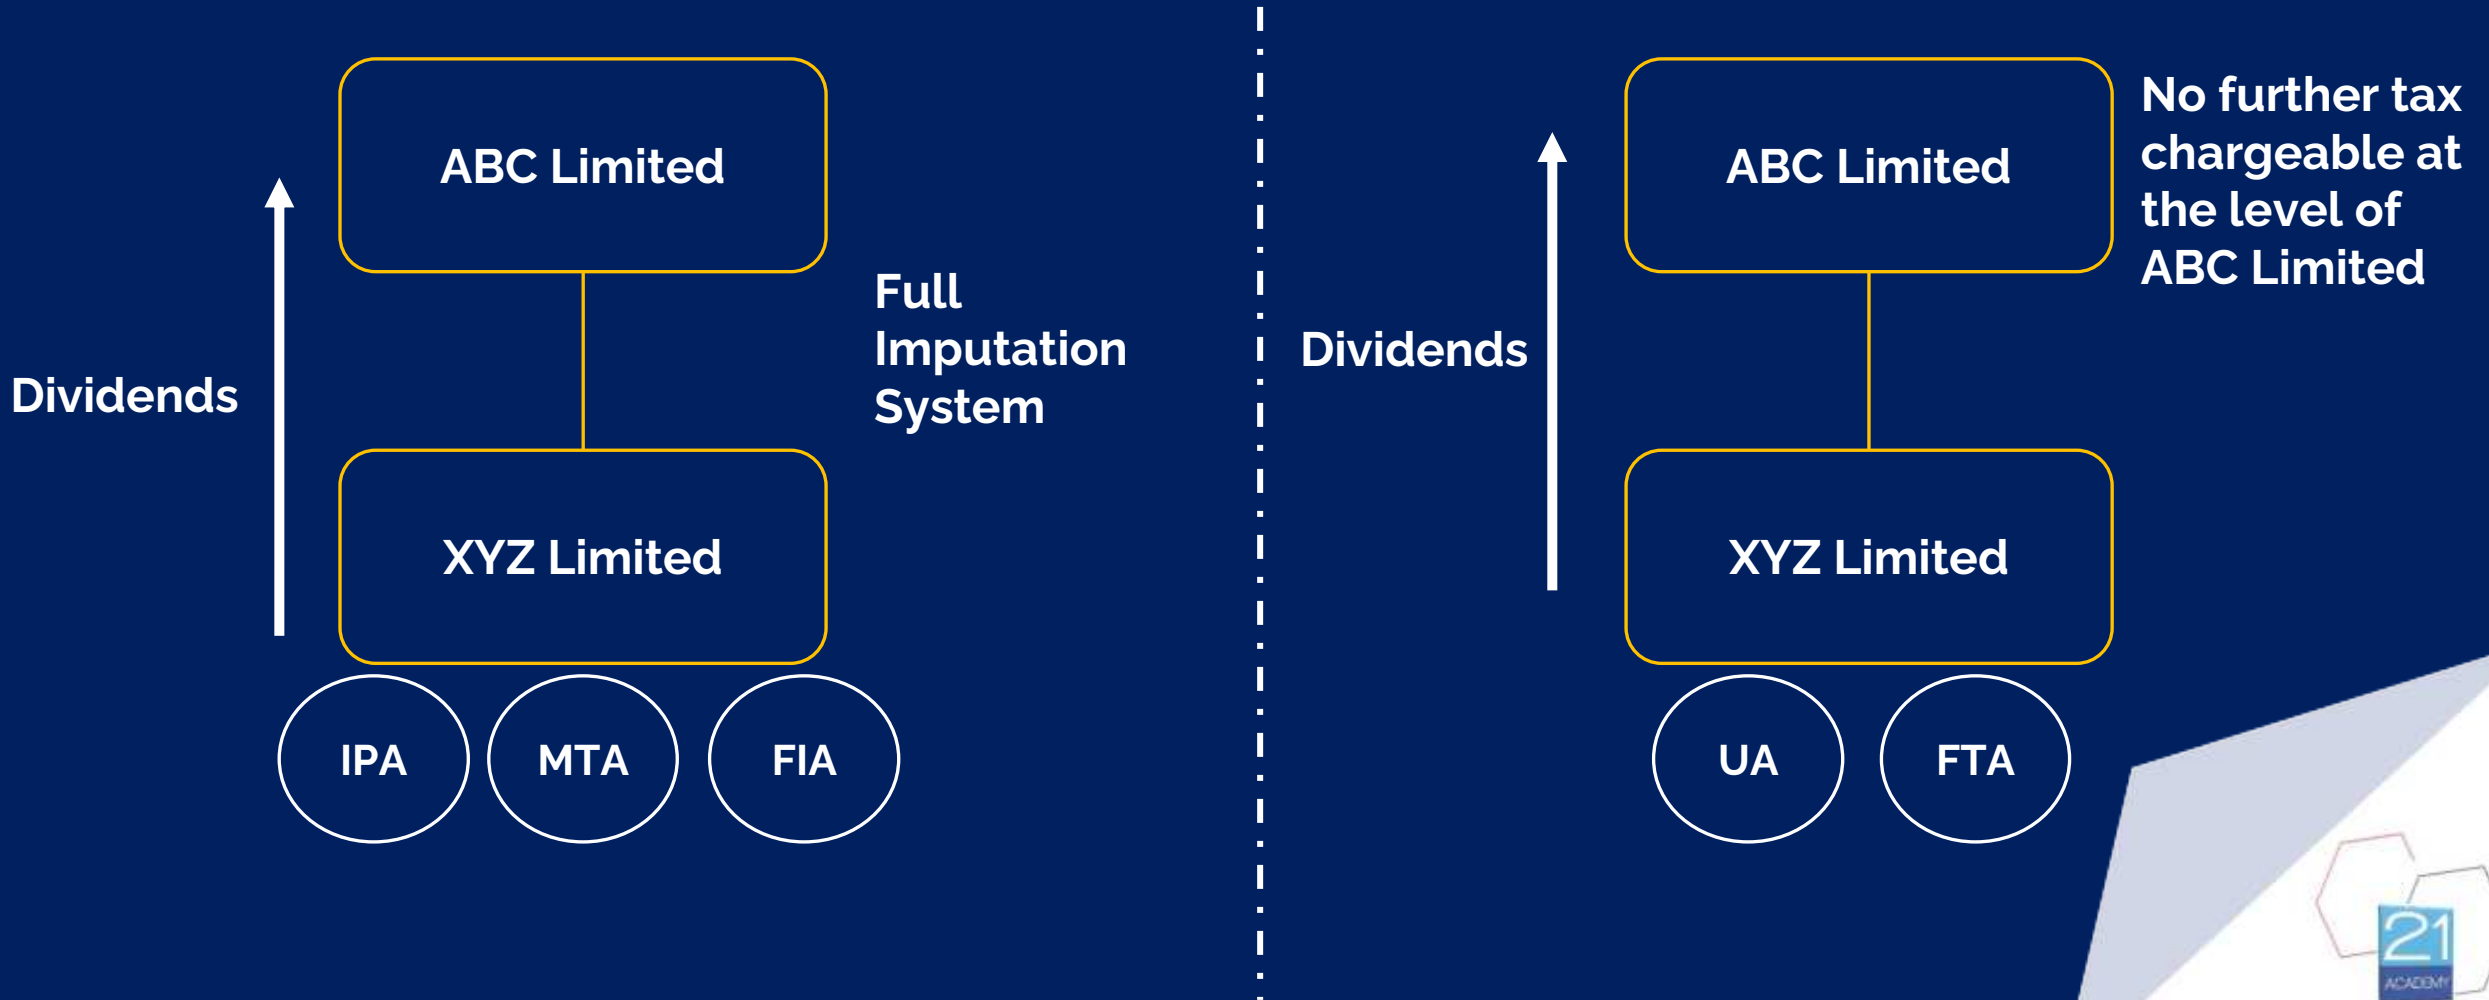 ABC Limited
Full
Imputation
System
Dividends
XYZ Limited
IPA
MTA
FIA
ABC Limited
No further tax
chargeable at
the level of
ABC Limited
Dividends
XYZ Limited
UA
FTA
21
ACADEMY